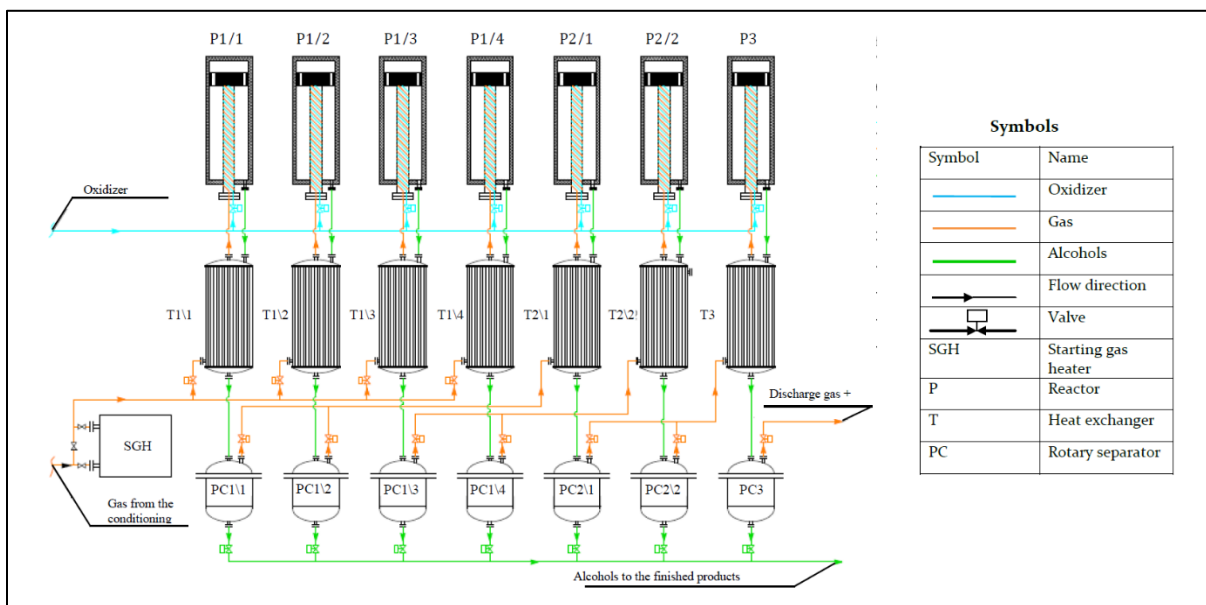 P1/1 P1/2 P1/3 P1/4 P2/1 P2/2 P3
Oxidizer
T1\1 T1\2 T1\3 T1\4 T2\1 T2\2 T3
Discharge gas +
SGH
PC1\1 PC1\2 PC1\3 PC1\4 PC2\1 PC2\2 PC3
Gas from the
conditioning
Alcohols to the finished products
Symbols
Symbol Name
Oxidizer
Gas
Alcohols
Flow direction
Valve
SGH Starting gas
heater
P Reactor
T Heat exchanger
PC Rotary separator